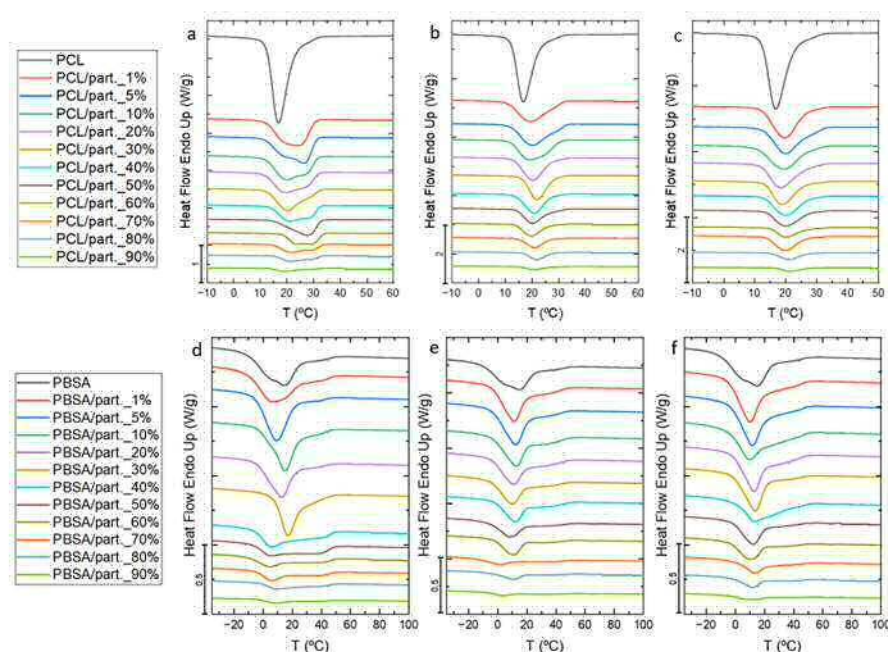 a
b
c
PCL
PCL/part._1%
PCL/part._5%
PCL/part._10%
PCL/part._20%
PCL/part._30%
PCL/part._40%
PCL/part._50%
PCL/part._60%
PCL/part._70%
PCL/part._80%
PCL/part._90%
Heat Flow Endo Up (W/g)
Heat Flow Endo Up (W/g)
Heat Flow Endo Up (W/g)
2
2
-10 0 10 20 30 40 50 60
-10 0 10 20 30 40 50 60
-10 0 10 20 30 40 50
T (ºC)
T (ºC)
T (ºC)
d
e
f
PBSA
PBSA/part._1%
PBSA/part._5%
PBSA/part._10%
PBSA/part._20%
PBSA/part._30%
PBSA/part._40%
PBSA/part._50%
PBSA/part._60%
PBSA/part._70%
PBSA/part._80%
PBSA/part._90%
Heat Flow Endo Up (W/g)
Heat Flow Endo Up (W/g)
Heat Flow Endo Up (W/g)
0,5
0,5
0,5
-20 0 20 40 60 80 100
-20 0 20 40 60 80 100
-20 0 20 40 60 80 100
T (ºC)
T (ºC)
T (ºC)